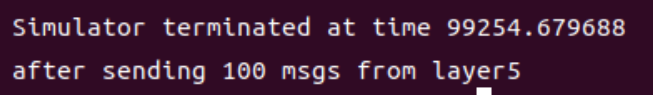 Simulator terminated at time 99254.679688
after sending 100 msgs from layer5